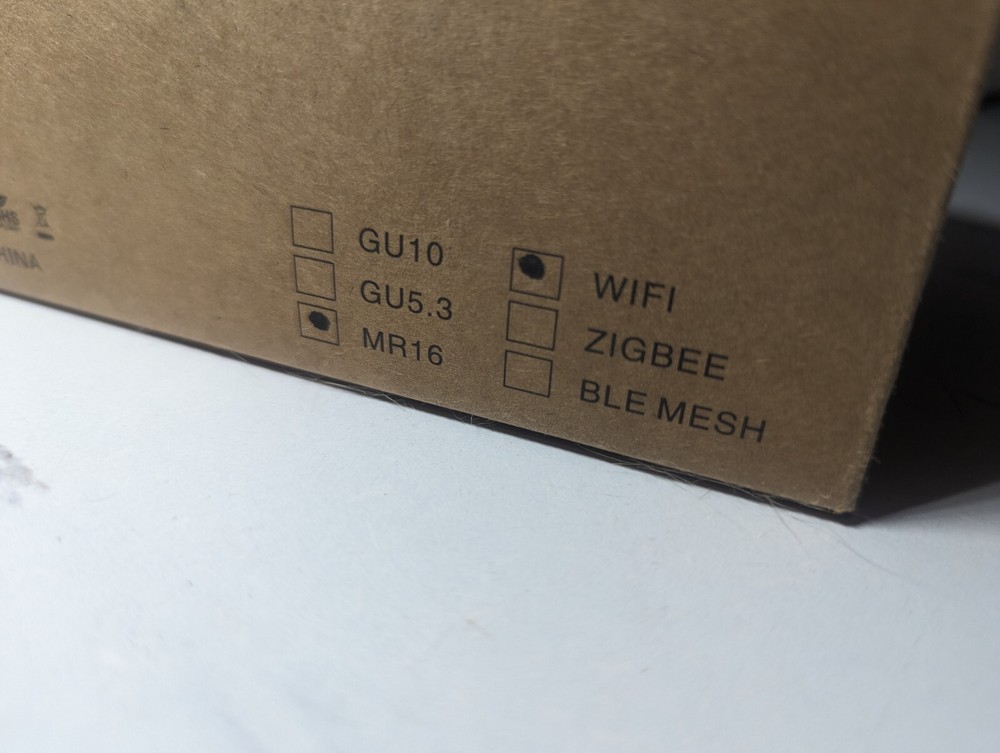 GU10
GU5.3
MR16
WIFI
ZIGBEE
BLE MESH